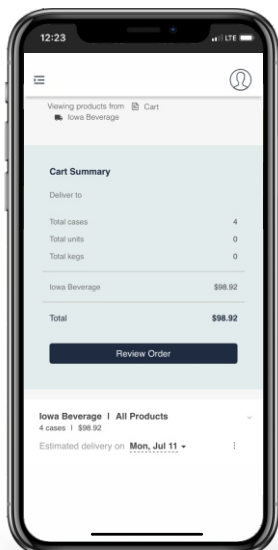 12:23
LTE
Viewing products from Cart
Iowa Beverage
Cart Summary
Deliver to
Total cases 4
Total units 0
Total kegs 0
Iowa Beverage $98.92
Total $98.92
Review Order
Iowa Beverage | All Products
4 cases | $98.92
Estimated delivery on Mon, Jul 11